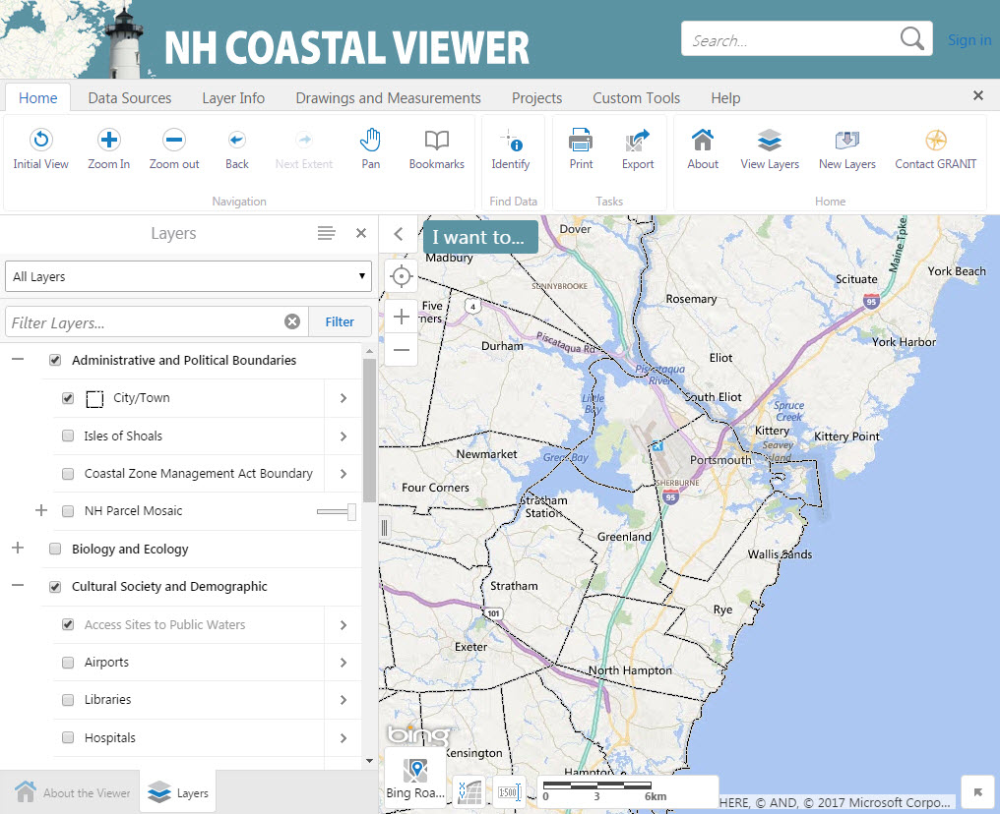 NH COASTAL VIEWER
Search...
Sign in
Home Data Sources Layer Info Drawings and Measurements Projects Custom Tools Help
Initial View Zoom In Zoom out Back Next Extent Pan Bookmarks Identify Print Export About View Layers New Layers Contact GRANIT
Navigation Find Data Tasks Home
Layers
All Layers
Filter Layers... Filter
Administrative and Political Boundaries
City/Town
Isles of Shoals
Coastal Zone Management Act Boundary
NH Parcel Mosaic
Biology and Ecology
Cultural Society and Demographic
Access Sites to Public Waters
Airports
Libraries
Hospitals
About the Viewer Layers
I want to...
Dover
Madbury
Maine Tpke
York Beach
Scituate
SUNNYBROOKE
Rosemary
95
Five
rners
4
York Harbor
Durham
Piscataqua Rd
Eliot
Piscataqua
River
Little
Bay
South Eliot
Spruce
Creek
Kittery
Kittery Point
Seavey
Island
Newmarket
Great Bay
Portsmouth
Four Corners
SHERBURNE
95
Stratham
Station
Greenland
Wallis Sands
Stratham
101
Rye
Exeter
North Hampton
bing
Kensington
Hampton
Bing Roa...
1:500
0 3 6km
HERE, © AND, © 2017 Microsoft Corpo...